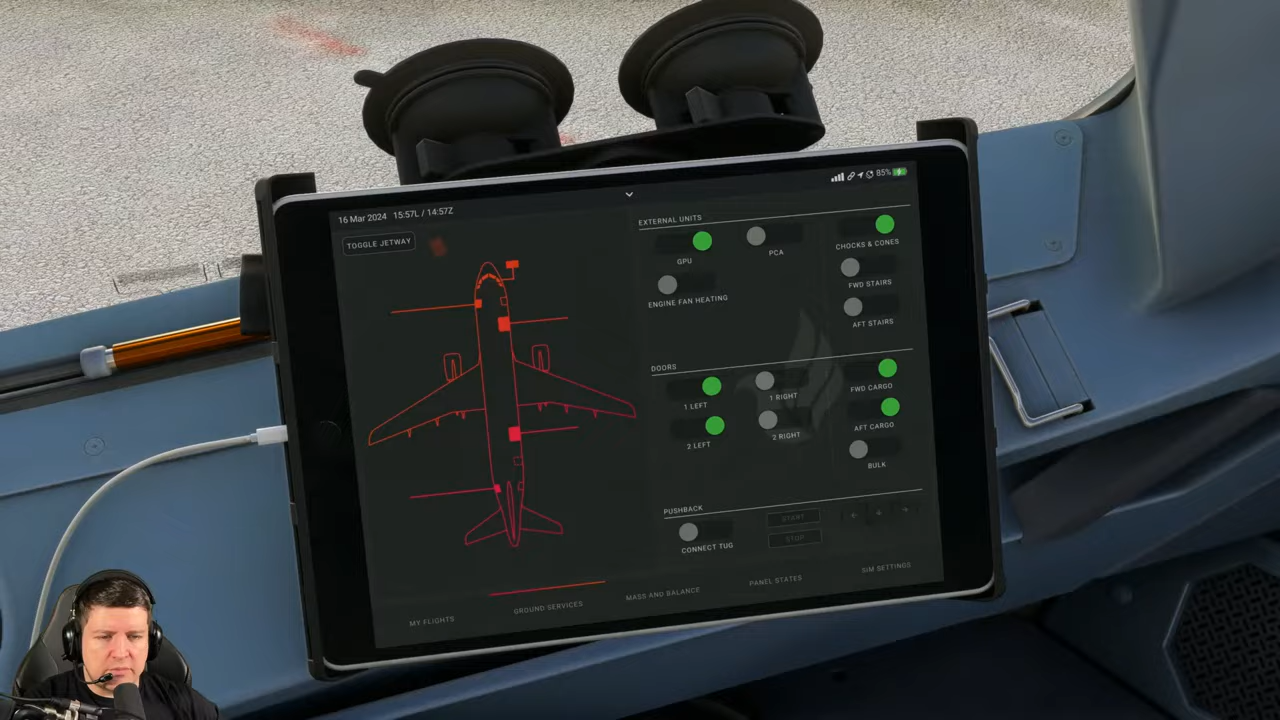 16 Mar 2024 15:57L / 14:57Z
85%
TOGGLE JETWAY
EXTERNAL UNITS
GPU
PCA
CHOCKS & CONES
ENGINE FAN HEATING
FWD STAIRS
AFT STAIRS
DOORS
1 LEFT
1 RIGHT
FWD CARGO
2 LEFT
2 RIGHT
AFT CARGO
BULK
PUSHBACK
CONNECT TUG
START
STOP
MY FLIGHTS
GROUND SERVICES
MASS AND BALANCE
PANEL STATES
SIM SETTINGS